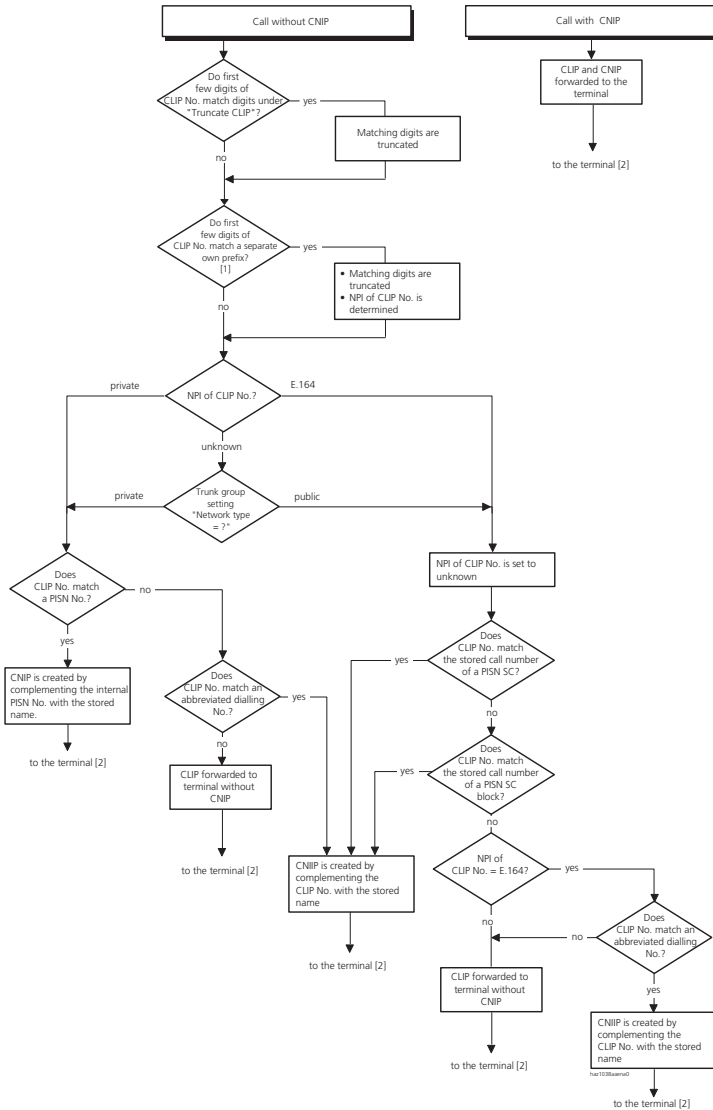 Call without CNIP
Call with CNIP
Do first
few digits of
CLIP No. match digits under
"Truncate CLIP"?
yes
no
Matching digits are
truncated
CLIP and CNIP
forwarded to the
terminal
to the terminal [2]
Do first
few digits of
CLIP No. match a separate
own prefix?
[1]
yes
no
• Matching digits are
truncated
• NPI of CLIP No. is
determined
private
NPI of CLIP No.?
E.164
unknown
private
Trunk group
setting
"Network type
= ?"
public
NPI of CLIP No. is set to
unknown
Does
CLIP No. match
a PISN No.?
no
yes
CNIP is created by
complementing the internal
PISN No. with the stored
name.
to the terminal [2]
Does
CLIP No. match an
abbreviated dialling
No.?
yes
no
CLIP forwarded to
terminal without
CNIP
to the terminal [2]
Does
CLIP No. match
the stored call number
of a PISN SC?
yes
no
Does
CLIP No. match
the stored call number
of a PISN SC
block?
yes
no
CNIIP is created by
complementing the
CLIP No. with the stored
name
to the terminal [2]
NPI of
CLIP No. = E.164?
yes
no
Does
CLIP No. match an
abbreviated dialling
No.?
no
yes
CLIP forwarded to
terminal without
CNIP
to the terminal [2]
CNIIP is created by
complementing the
CLIP No. with the stored
name
to the terminal [2]